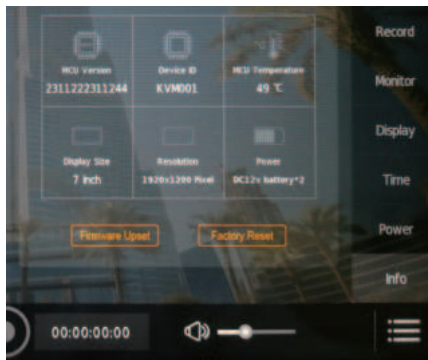 Record
MCU Version
2311222311244
Device ID
KVM001
MCU Temperature
49 ℃
Monitor
Display
Display Size
7 inch
Resolution
1920x1200 Pixel
Power
DC12v battery*2
Time
Firmware Upset
Factory Reset
Power
Info
00:00:00:00